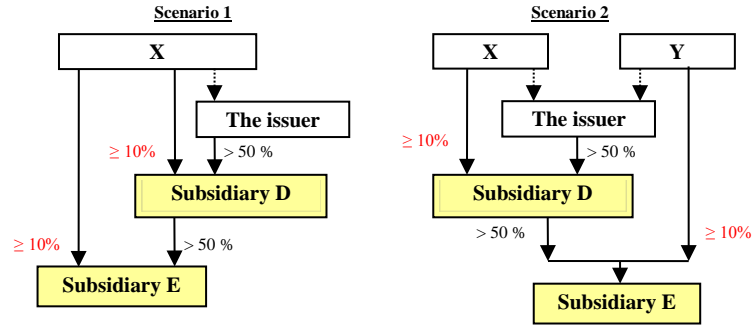 Scenario 1
X
The issuer
≥ 10%
> 50 %
Subsidiary D
≥ 10%
> 50 %
Subsidiary E
Scenario 2
X
Y
The issuer
≥ 10%
> 50 %
Subsidiary D
> 50 %
≥ 10%
Subsidiary E